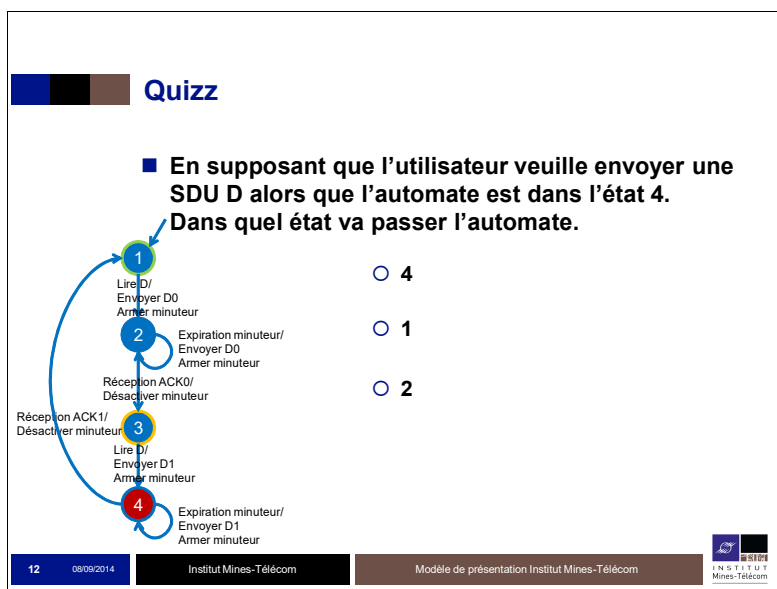 Quizz
En supposant que l'utilisateur veuille envoyer une
SDU D alors que l'automate est dans l'état 4.
Dans quel état va passer l'automate.
1
Lire D/
Envoyer D0
Armer minuteur
2
Expiration minuteur/
Envoyer D0
Armer minuteur
Réception ACK0/
Désactiver minuteur
Réception ACK1/
Désactiver minuteur
3
Lire D/
Envoyer D1
Armer minuteur
4
Expiration minuteur/
Envoyer D1
Armer minuteur
4
1
2
12
08/09/2014
Institut Mines-Télécom
Modèle de présentation Institut Mines-Télécom
INSTITUT
Mines-Télécom